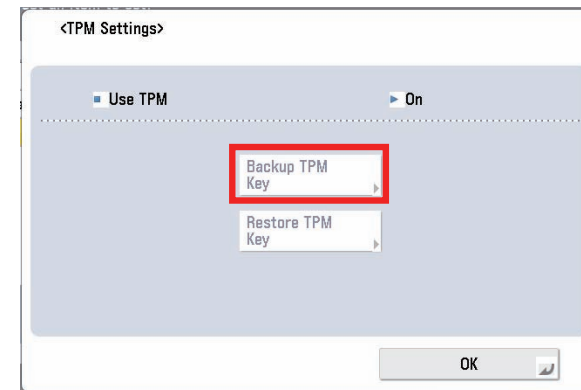 <TPM Settings>
Use TPM
On
Backup TPM
Key
Restore TPM
Key
OK